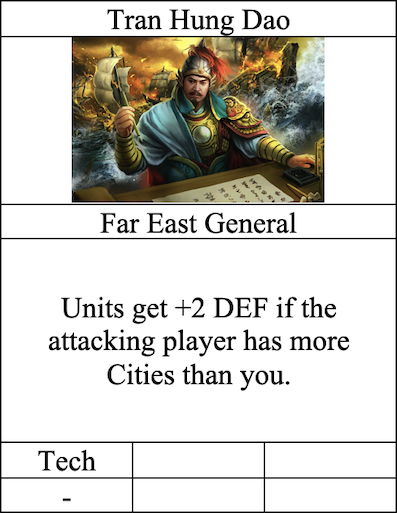 Tran Hung Dao
Far East General
Units get +2 DEF if the
attacking player has more
Cities than you.
Tech
-